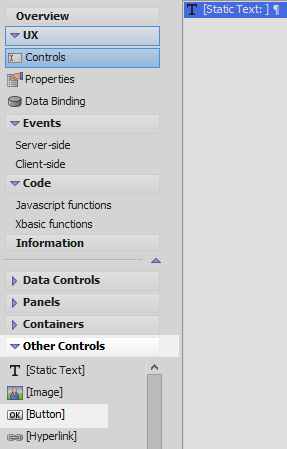 Overview
UX
Controls
Properties
Data Binding
Events
Server-side
Client-side
Code
Javascript functions
Xbasic functions
Information
Data Controls
Panels
Containers
Other Controls
T [Static Text]
[Image]
OK [Button]
[Hyperlink]
T [Static Text: ] ¶